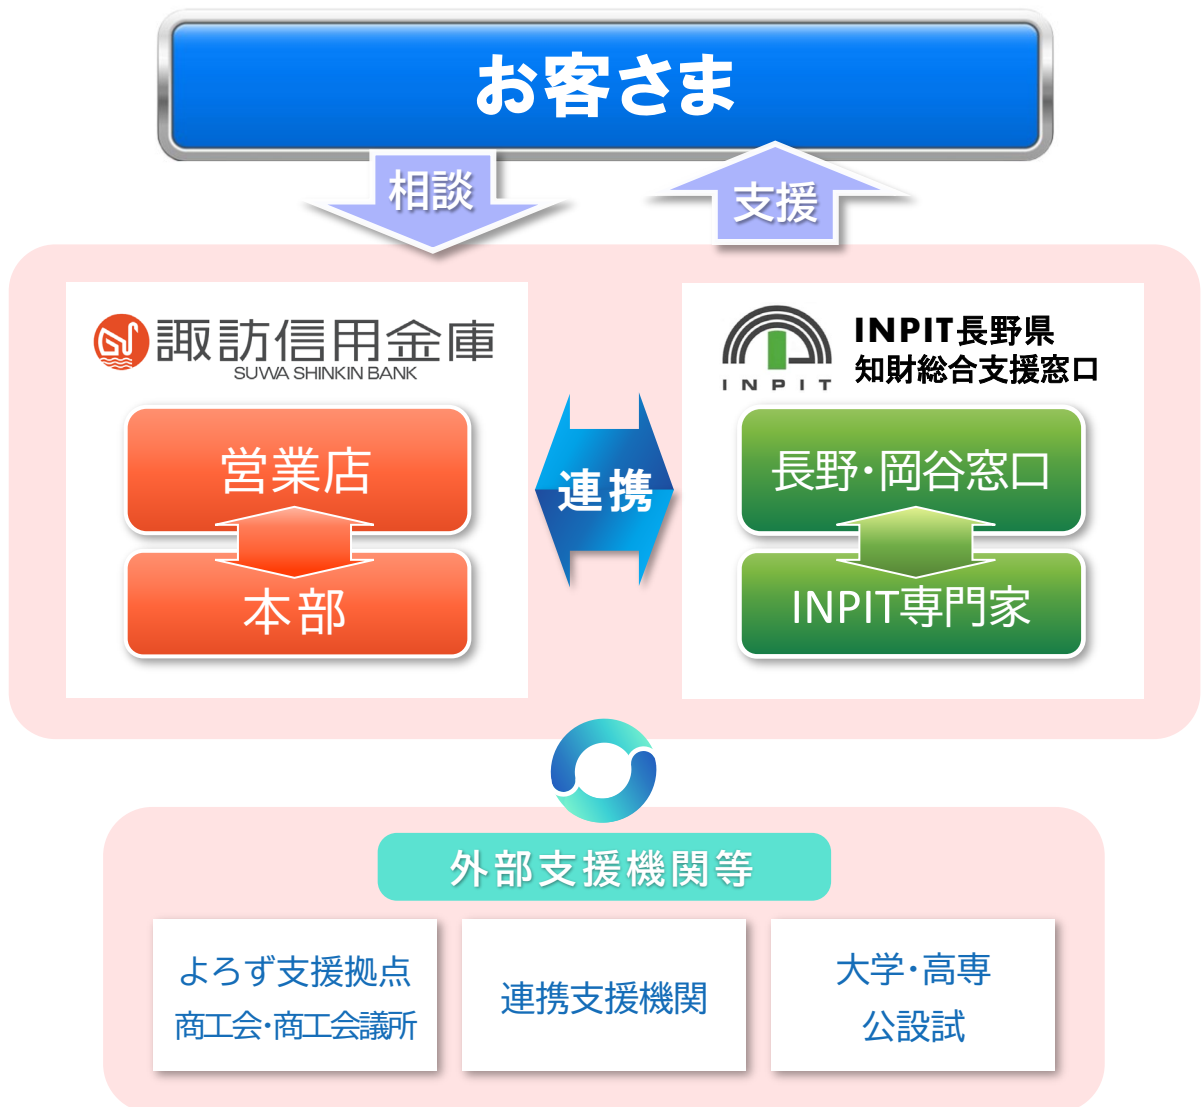 お客さま
相談
支援
諏訪信用金庫
SUWA SHINKIN BANK
営業店
本部
連携
INPIT
INPIT長野県
知財総合支援窓口
長野・岡谷窓口
INPIT専門家
外部支援機関等
よろず支援拠点
商工会・商工会議所
連携支援機関
大学・高専
公設試